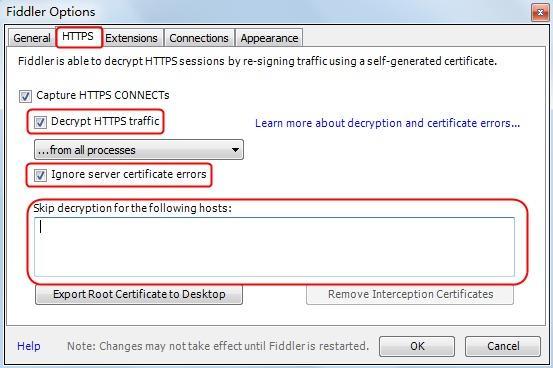 Fiddler Options
General HTTPS Extensions Connections Appearance
Fiddler is able to decrypt HTTPS sessions by re-signing traffic using a self-generated certificate.
Capture HTTPS CONNECTs
Decrypt HTTPS traffic Learn more about decryption and certificate errors...
...from all processes
Ignore server certificate errors
Skip decryption for the following hosts:
Export Root Certificate to Desktop Remove Interception Certificates
Help Note: Changes may not take effect until Fiddler is restarted. OK Cancel